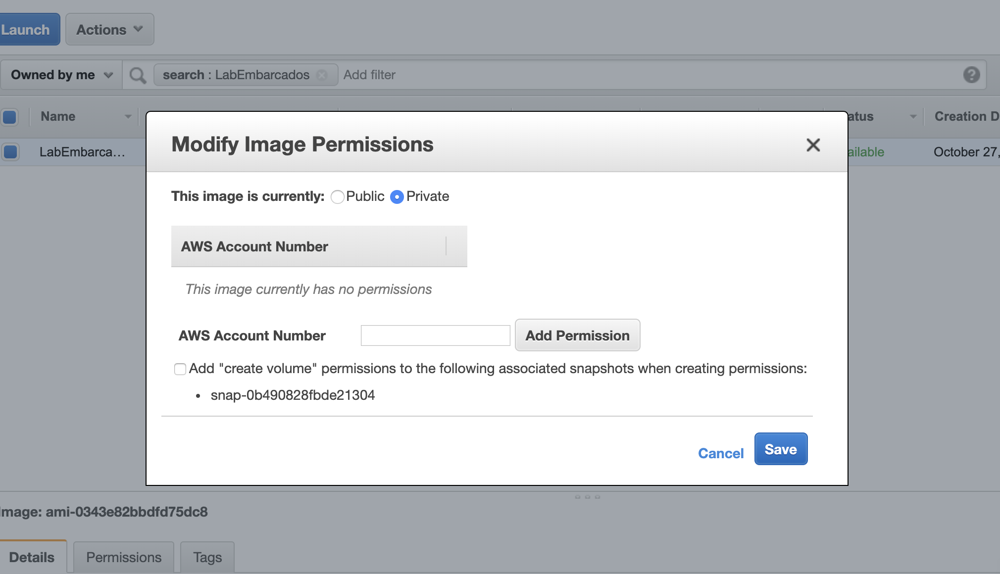 Launch Actions
Owned by me search : LabEmbarcados Add filter ?
Name atus Creation D
LabEmbarca... ailable October 27,
Modify Image Permissions
This image is currently: Public Private
AWS Account Number
This image currently has no permissions
AWS Account Number Add Permission
Add "create volume" permissions to the following associated snapshots when creating permissions:
• snap-0b490828fbde21304
Cancel Save
Image: ami-0343e82bbdfd75dc8
Details Permissions Tags